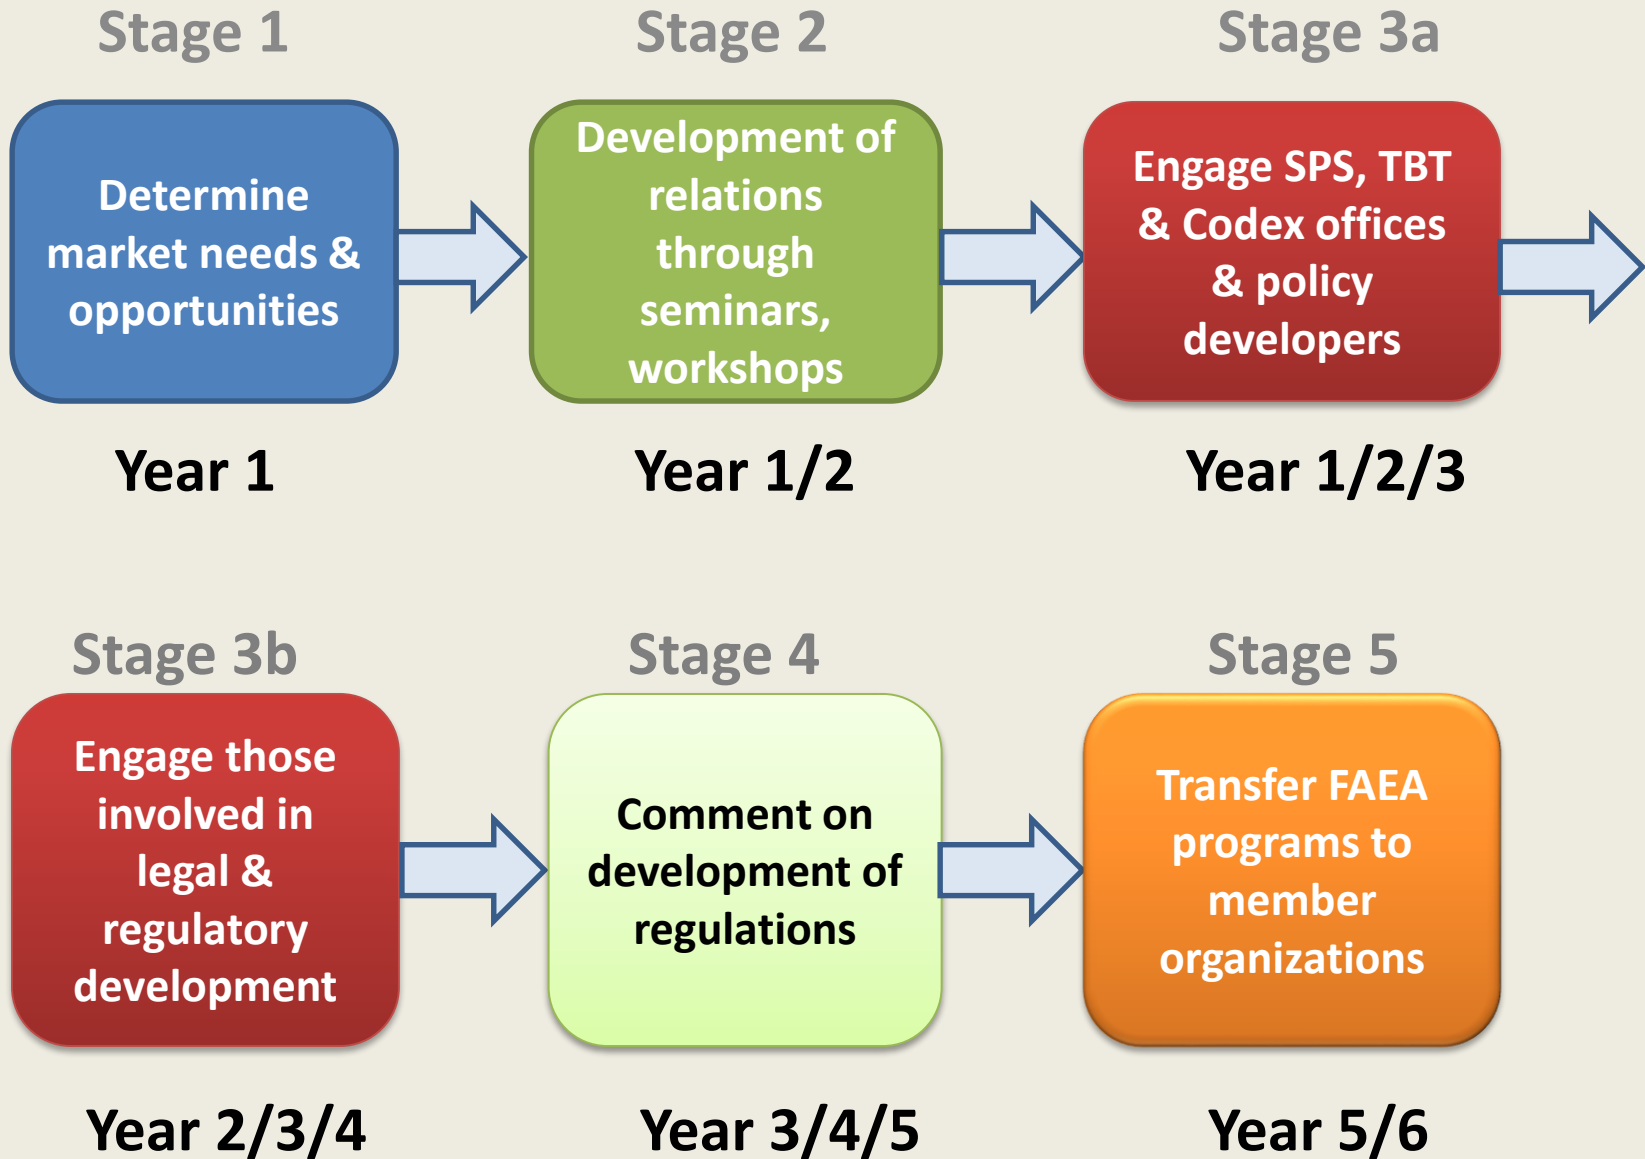 Stage 1
Stage 2
Stage 3a
Determine
market needs &
opportunities
Development of
relations
through
seminars,
workshops
Engage SPS, TBT
& Codex offices
& policy
developers
Year 1
Year 1/2
Year 1/2/3
Stage 3b
Stage 4
Stage 5
Engage those
involved in
legal &
regulatory
development
Comment on
development of
regulations
Transfer FAEA
programs to
member
organizations
Year 2/3/4
Year 3/4/5
Year 5/6